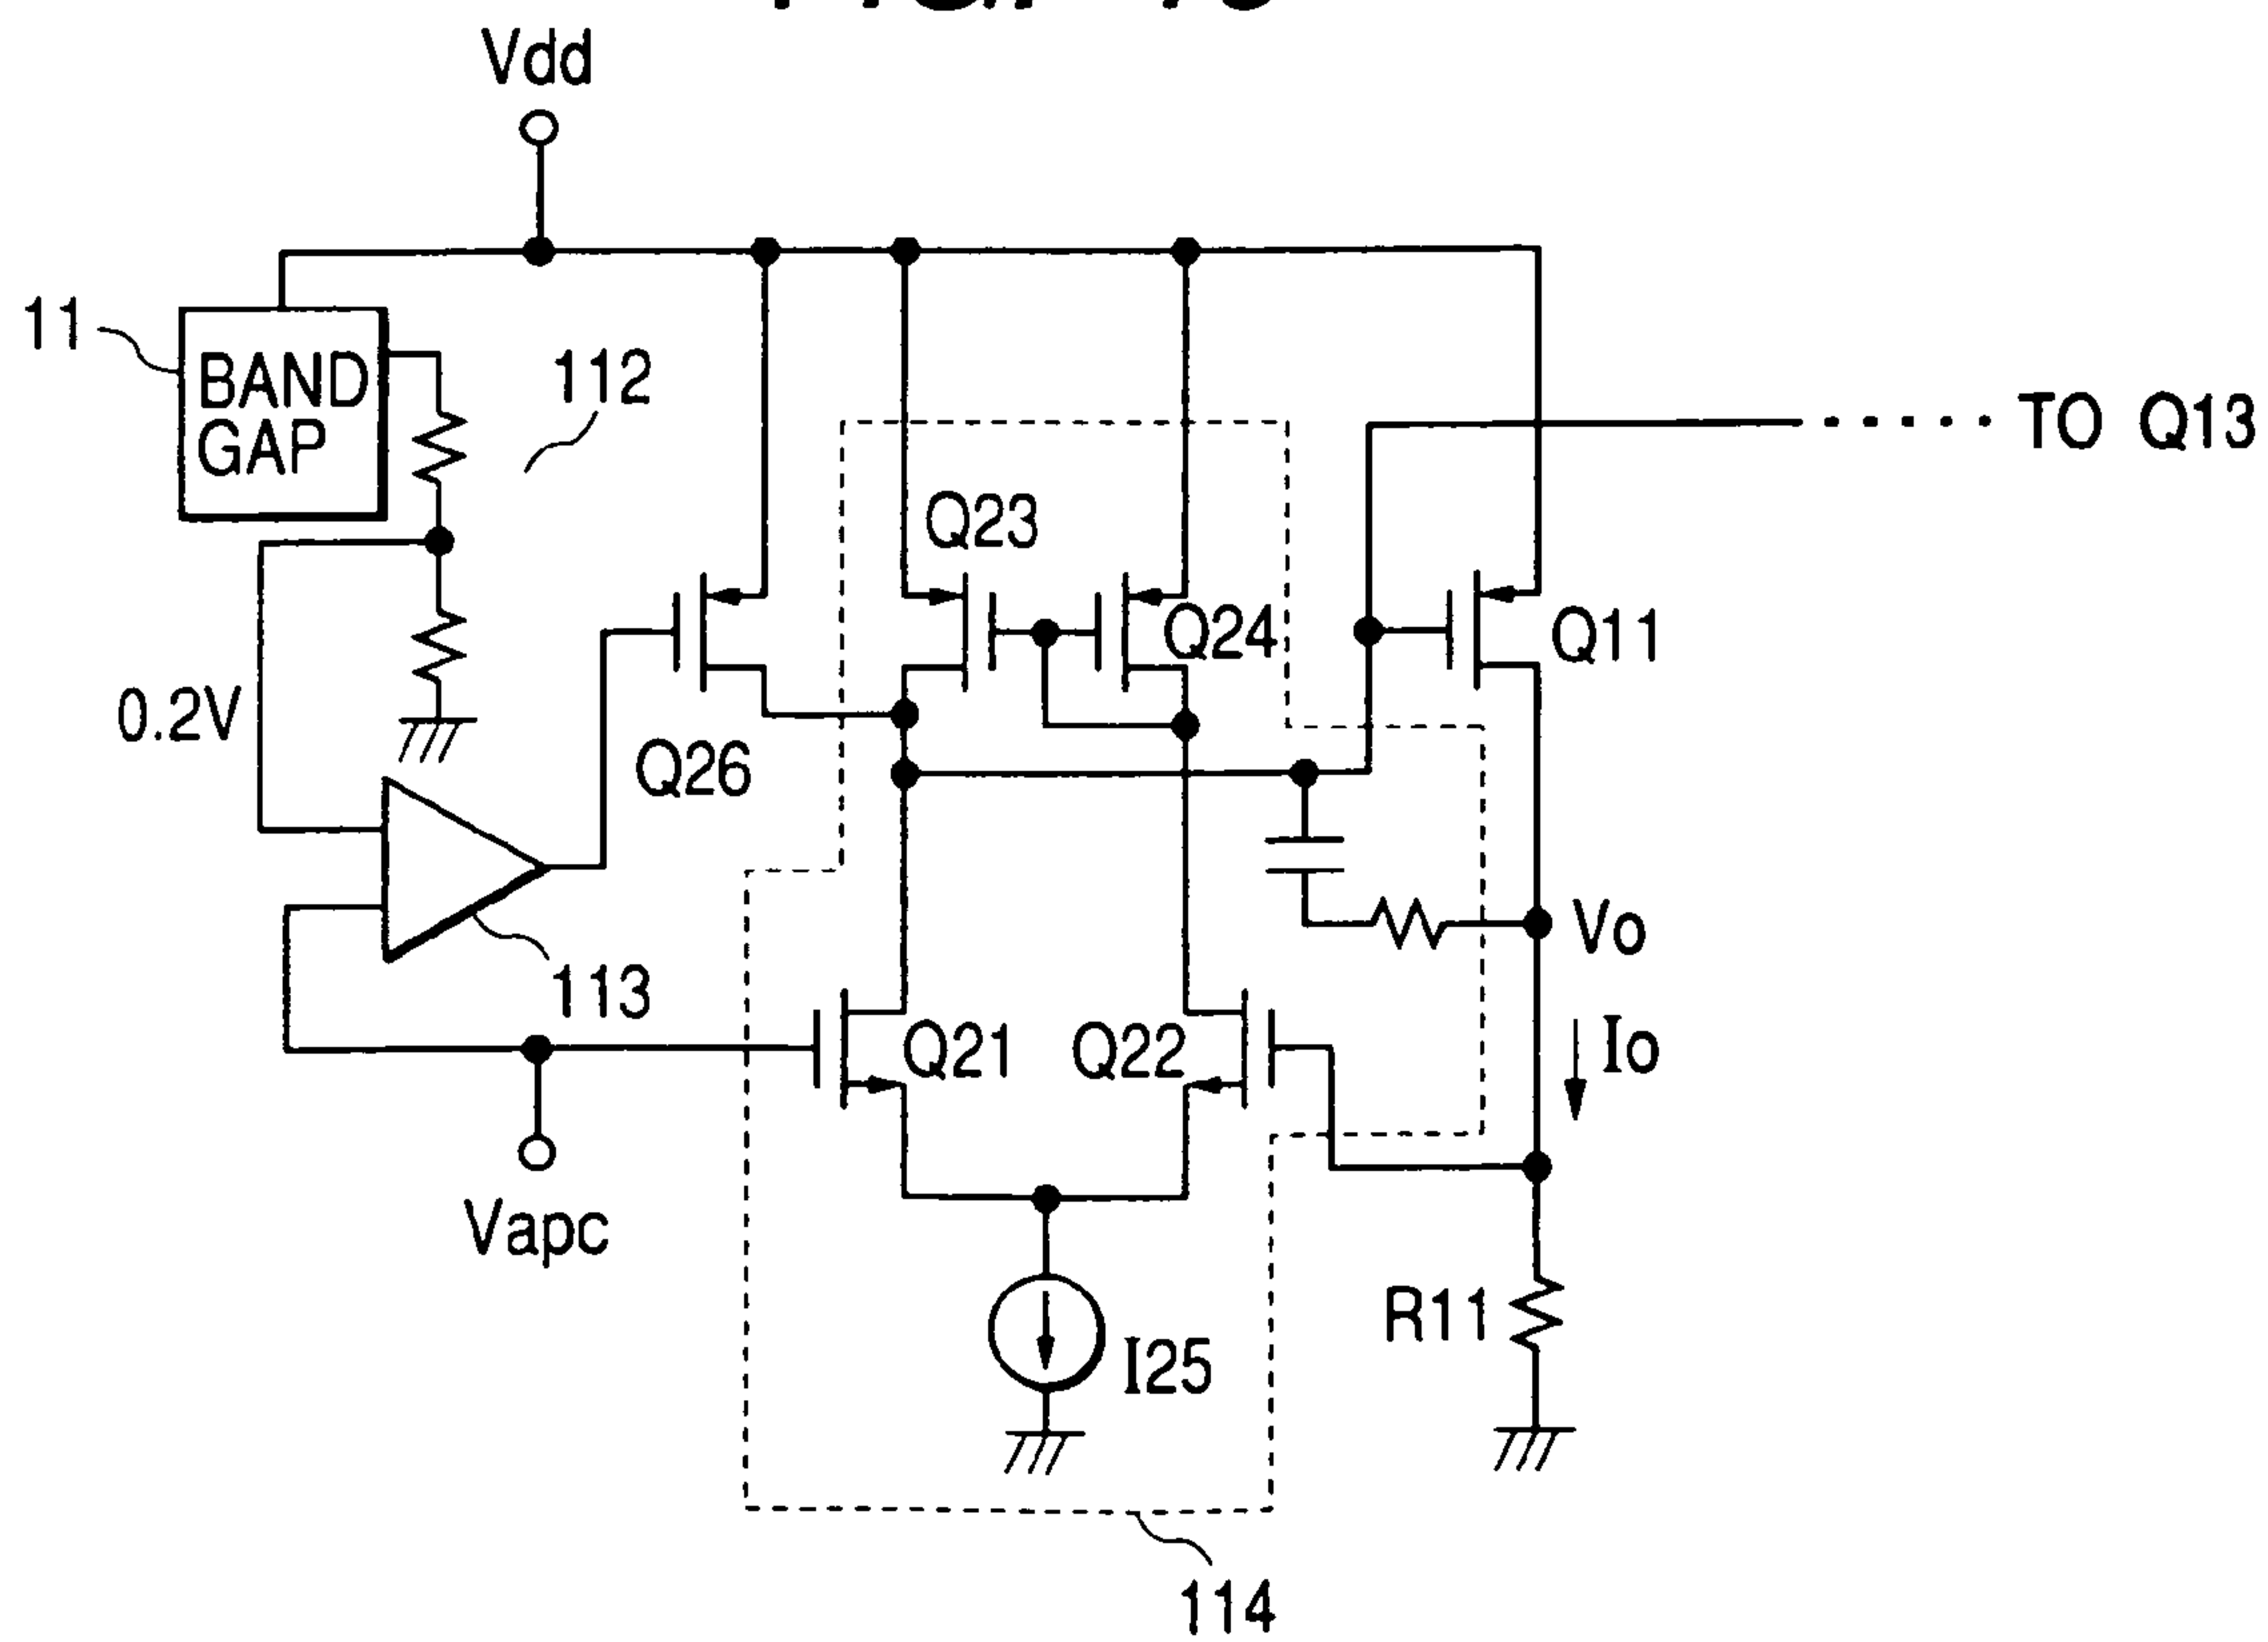 Vdd
11
BAND
GAP
112
TO Q13
Q23
Q24
Q11
0.2V
Q26
Vo
113
Q21
Q22
Io
Vapc
R11
I25
114